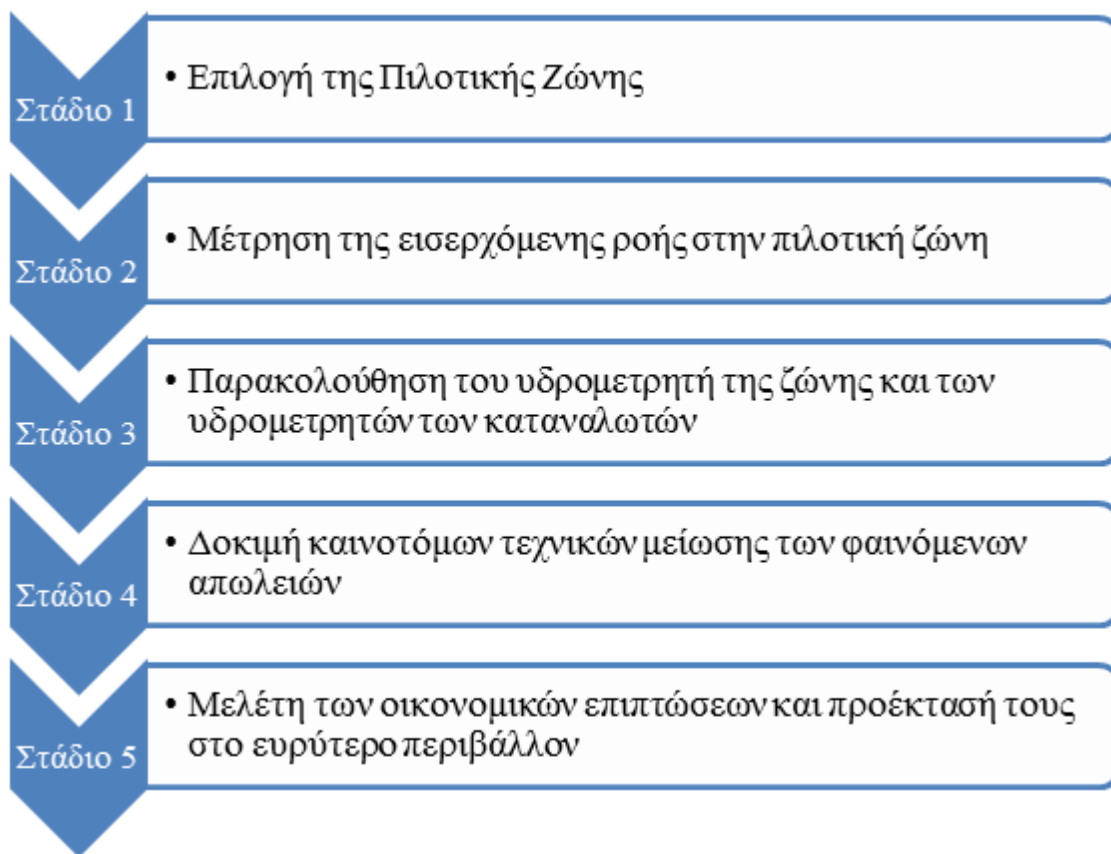 Στάδιο 1
• Επιλογή της Πιλοτικής Ζώνης
Στάδιο 2
• Μέτρηση της εισερχόμενης ροής στην πιλοτική ζώνη
Στάδιο 3
• Παρακολούθηση του υδρομετρητή της ζώνης και των
υδρομετρητών των καταναλωτών
Στάδιο 4
• Δοκιμή καινοτόμων τεχνικών μείωσης των φαινόμενων
απωλειών
Στάδιο 5
• Μελέτη των οικονομικών επιπτώσεων και προέκτασή τους
στο ευρύτερο περιβάλλον